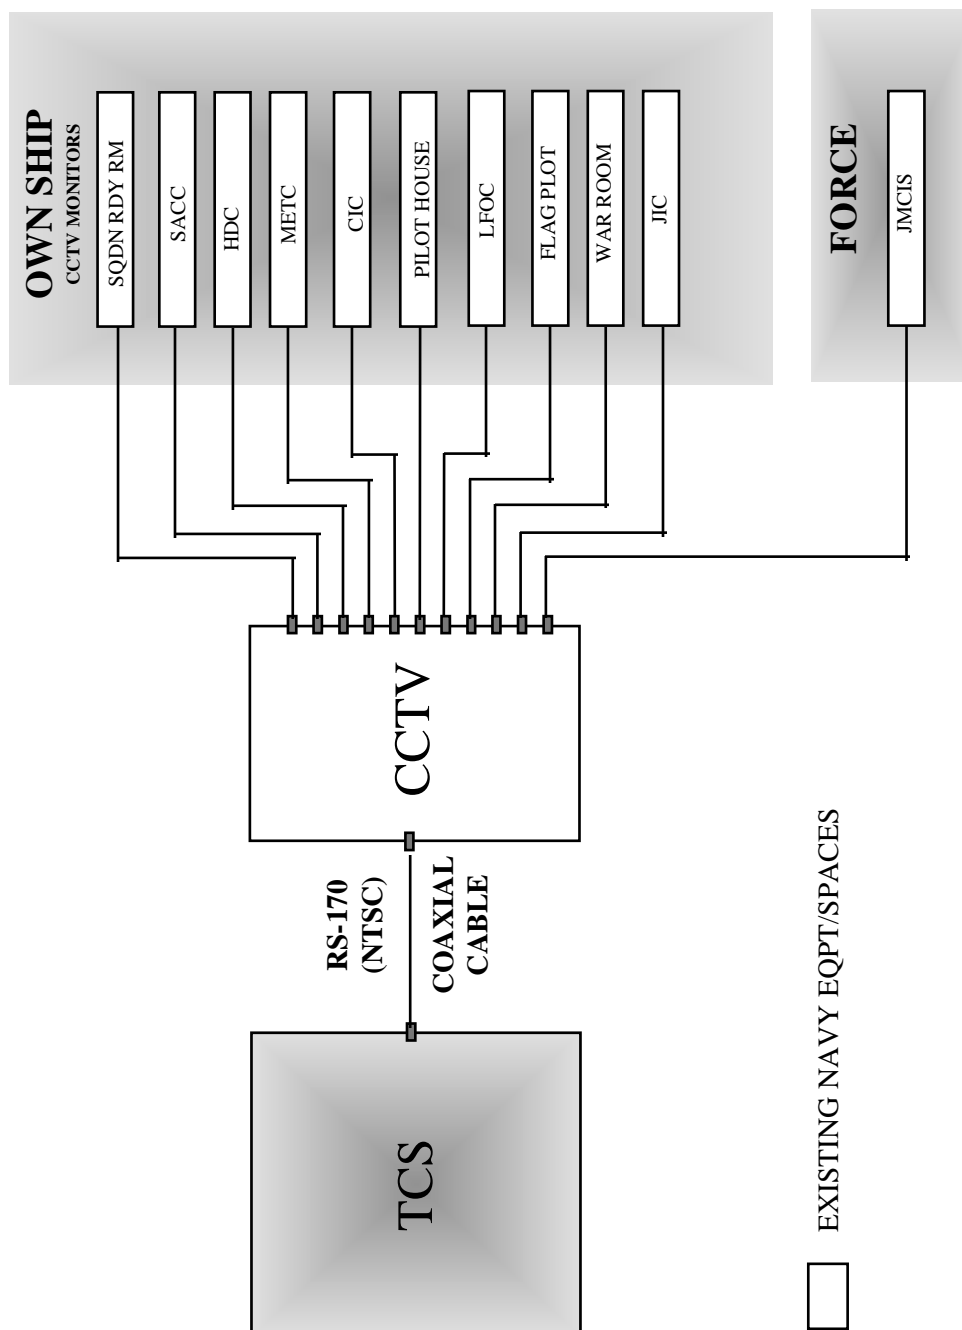 OWN SHIP
CCTV MONITORS
SQDN RDY RM
SACC
HDC
METC
CIC
PILOT HOUSE
LFOC
FLAG PLOT
WAR ROOM
JIC
FORCE
JMCIS
CCTV
RS-170
(NTSC)
COAXIAL
CABLE
TCS
EXISTING NAVY EQPT/SPACES